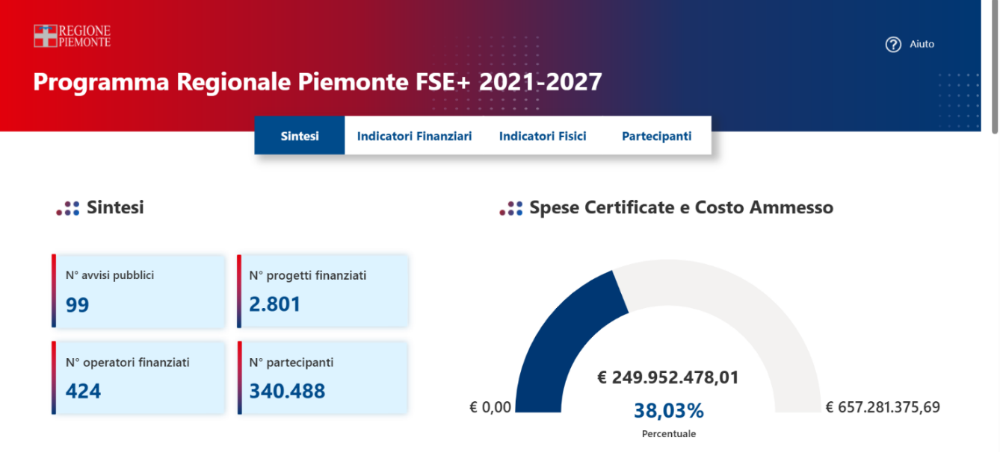 REGIONE
PIEMONTE
? Aiuto
Programma Regionale Piemonte FSE+ 2021-2027
Sintesi Indicatori Finanziari Indicatori Fisici Partecipanti
Sintesi
N° avvisi pubblici
99
N° progetti finanziati
2.801
N° operatori finanziati
424
N° partecipanti
340.488
Spese Certificate e Costo Ammesso
€ 249.952.478,01
€ 0,00
38,03%
€ 657.281.375,69
Percentuale